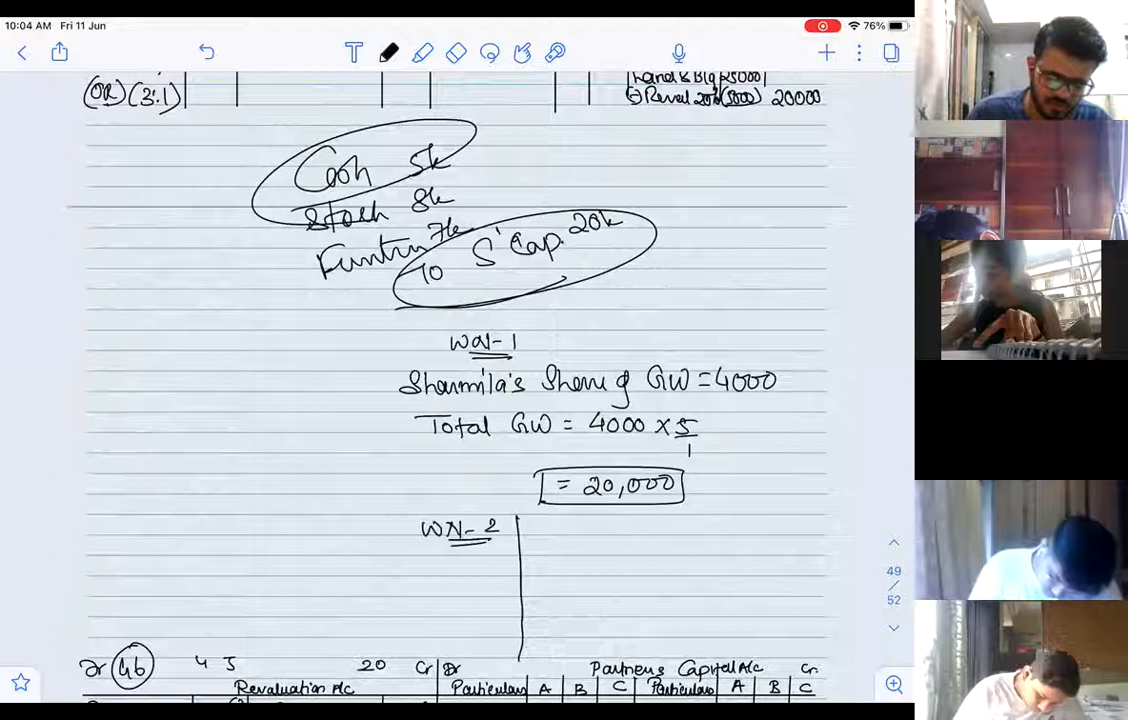 10:04 AM Fri 11 Jun
76%
Land & Blg 25000
(OR) (3:1)
(-) Reval 20% (5000) 20000
Cash 5k
Stock 8k
7k
To S' Cap. 20k
WN-1
Sharmila's Share of GW = 4000
Total GW = 4000 × 5
1
= 20,000
WN-2
49
/
52
Dr 46 4 5 20 Cr Dr Partners Capital A/c Cr
Revaluation A/c Particulars A B C Particulars A B C